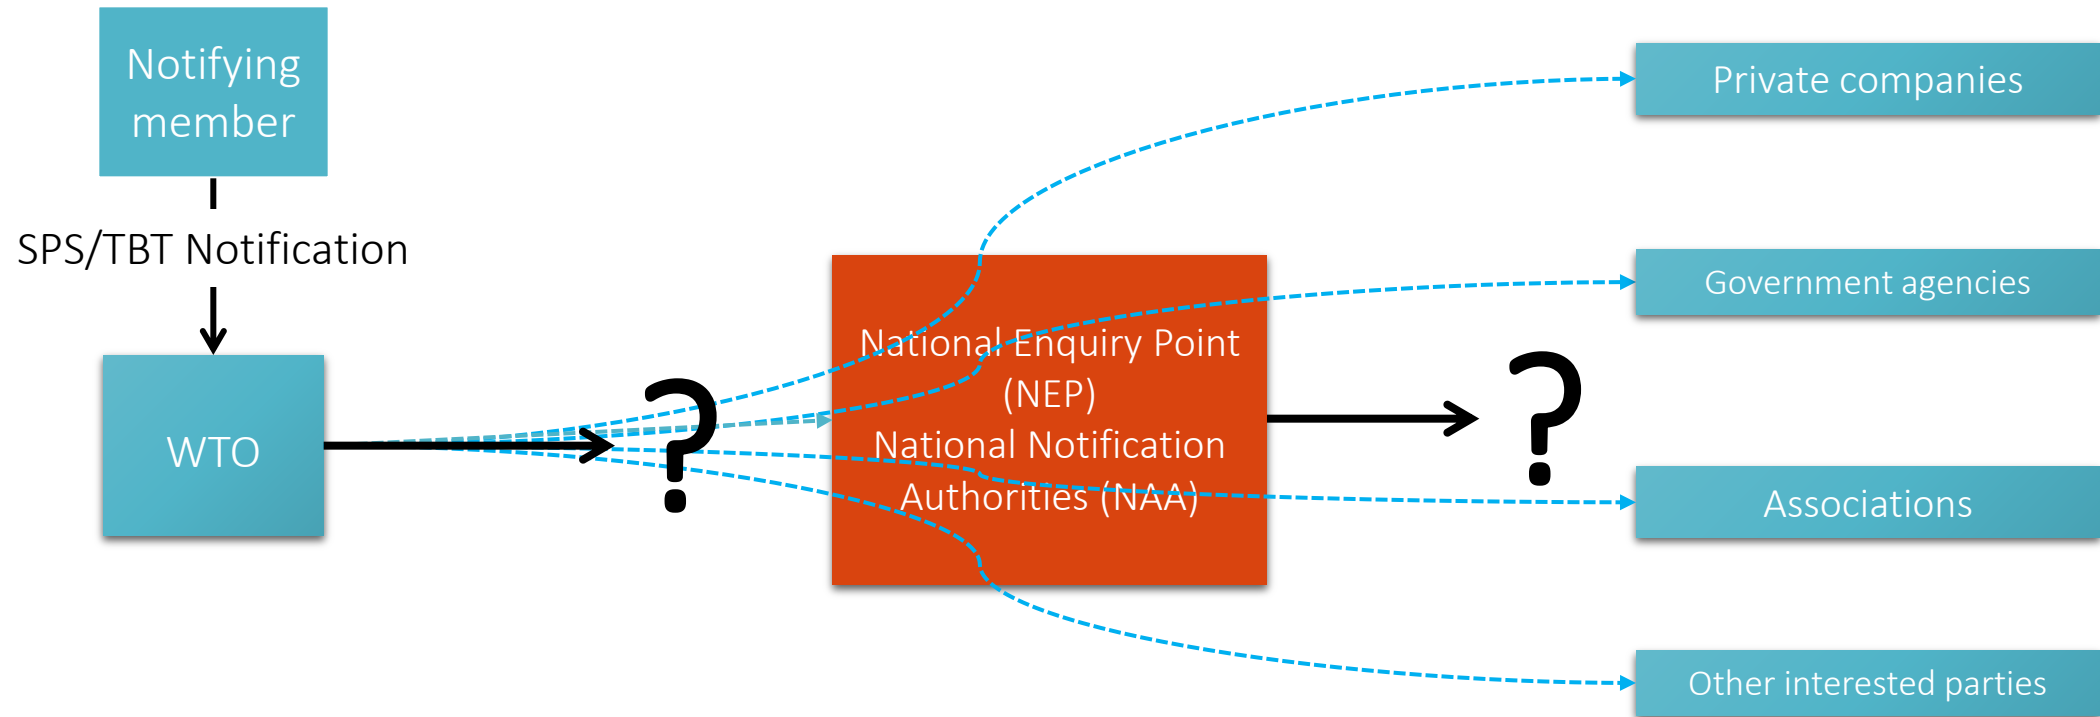 Notifying
member
SPS/TBT Notification
WTO
?
National Enquiry Point
(NEP)
National Notification
Authorities (NAA)
?
Private companies
Government agencies
Associations
Other interested parties